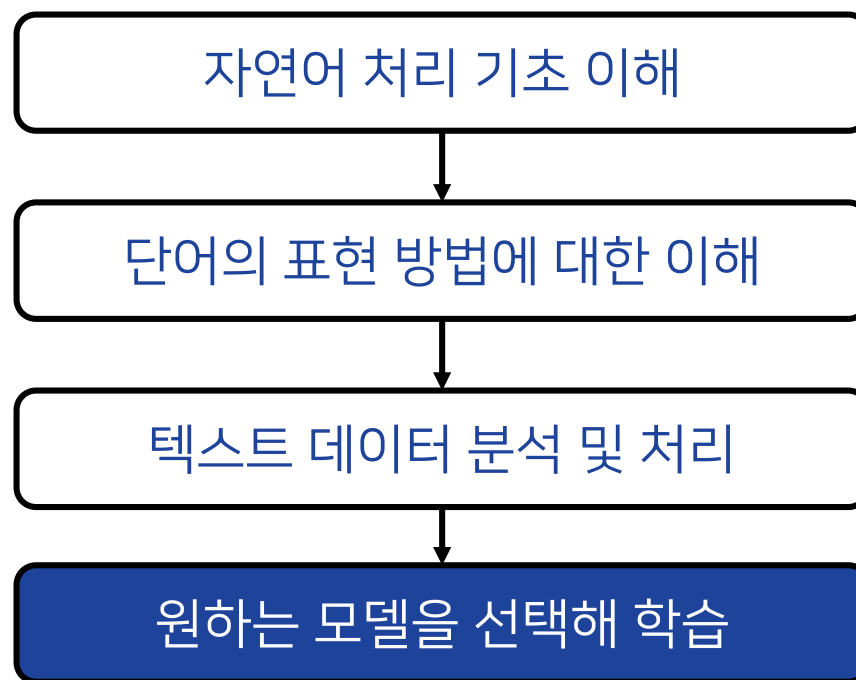 자연어 처리 기초 이해
단어의 표현 방법에 대한 이해
텍스트 데이터 분석 및 처리
원하는 모델을 선택해 학습